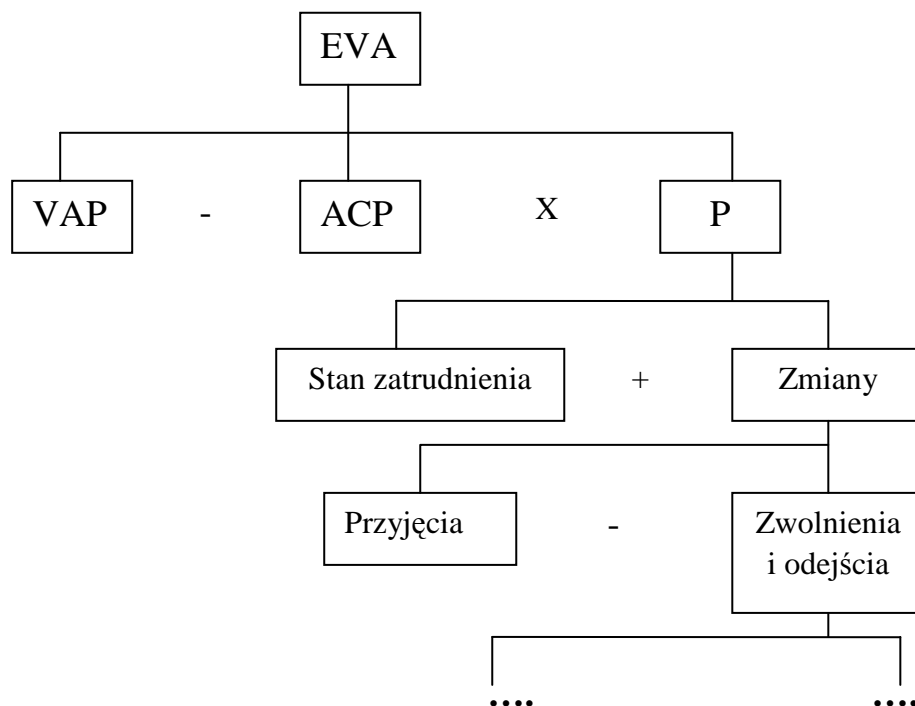 EVA
VAP - ACP X P
Stan zatrudnienia + Zmiany
Przyjęcia - Zwolnienia
i odejścia
.... ....